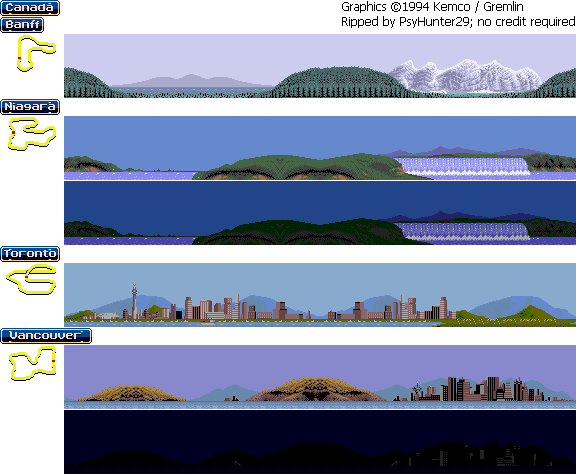 Canada
Graphics ©1994 Kemco / Gremlin
Banff
Ripped by PsyHunter29; no credit required
Niagara
Toronto
Vancouver